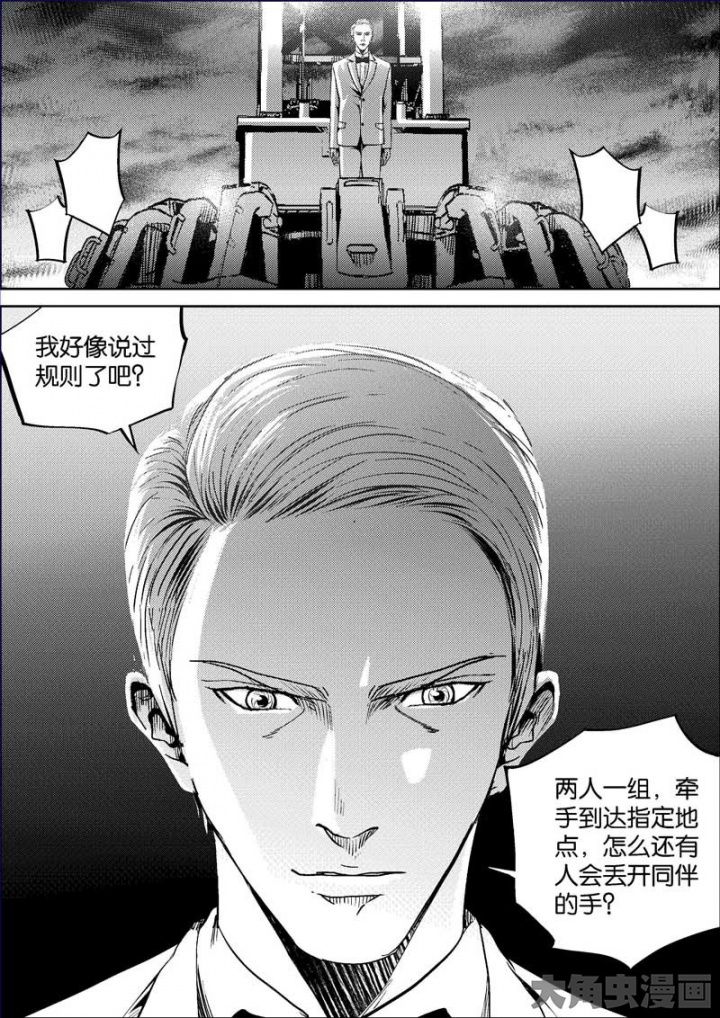 我好像说过
规则了吧?
两人一组，牵
手到达指定地
点，怎么还有
人会丢开同伴
的手?
大角虫漫画